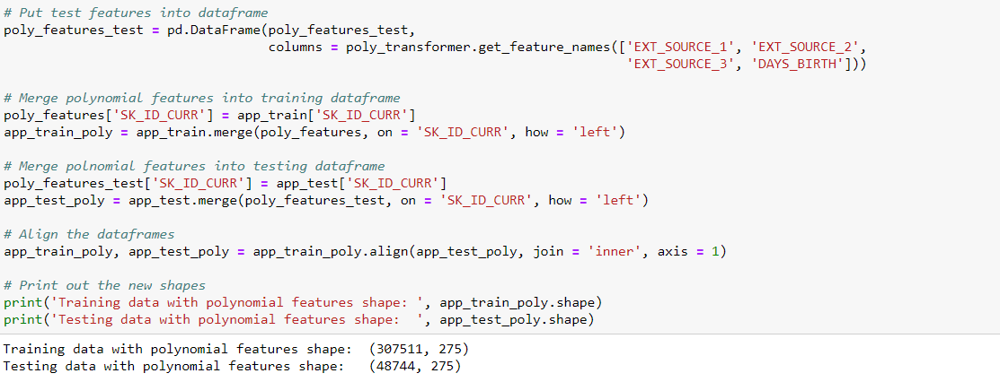 # Put test features into dataframe
poly_features_test = pd.DataFrame(poly_features_test,
                                  columns = poly_transformer.get_feature_names(['EXT_SOURCE_1', 'EXT_SOURCE_2',
                                                                                'EXT_SOURCE_3', 'DAYS_BIRTH']))
# Merge polynomial features into training dataframe
poly_features['SK_ID_CURR'] = app_train['SK_ID_CURR']
app_train_poly = app_train.merge(poly_features, on = 'SK_ID_CURR', how = 'left')
# Merge polnomial features into testing dataframe
poly_features_test['SK_ID_CURR'] = app_test['SK_ID_CURR']
app_test_poly = app_test.merge(poly_features_test, on = 'SK_ID_CURR', how = 'left')
# Align the dataframes
app_train_poly, app_test_poly = app_train_poly.align(app_test_poly, join = 'inner', axis = 1)
# Print out the new shapes
print('Training data with polynomial features shape: ', app_train_poly.shape)
print('Testing data with polynomial features shape:  ', app_test_poly.shape)
Training data with polynomial features shape:  (307511, 275)
Testing data with polynomial features shape:   (48744, 275)